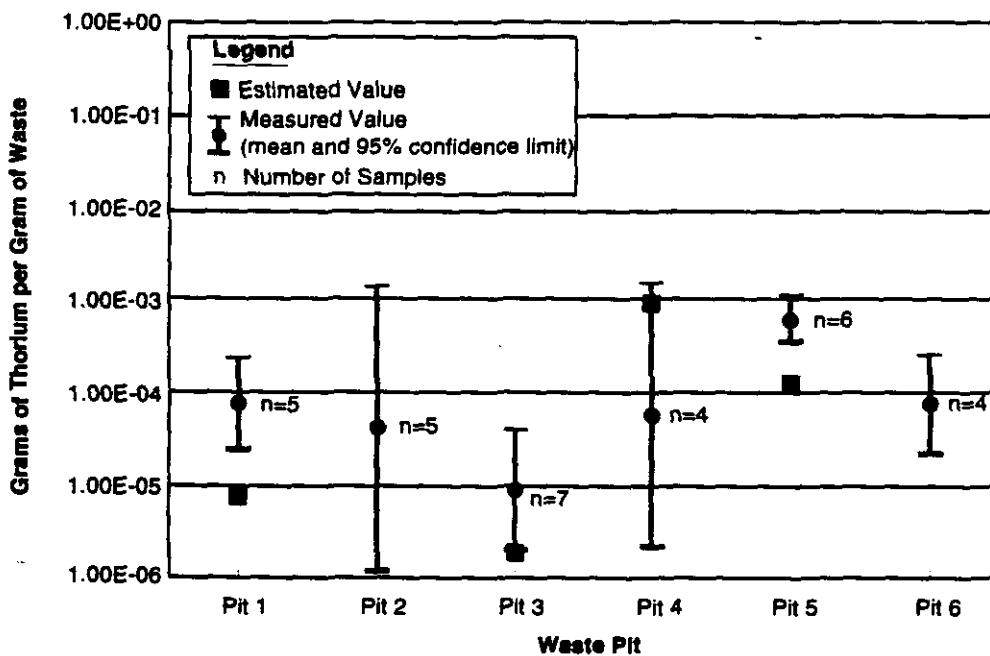 Grams of Thorium per Gram of Waste
1.00E+00
1.00E-01
1.00E-02
1.00E-03
1.00E-04
1.00E-05
1.00E-06
Legend
Estimated Value
Measured Value
(mean and 95% confidence limit)
n Number of Samples
n=5
n=5
n=7
n=4
n=6
n=4
Pit 1 Pit 2 Pit 3 Pit 4 Pit 5 Pit 6
Waste Pit